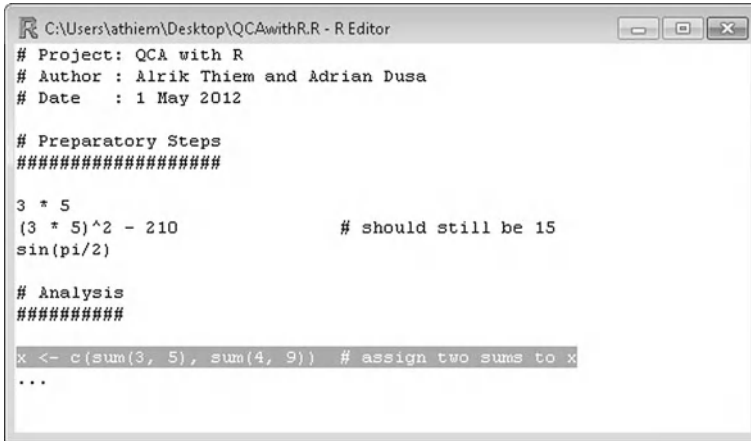 C:\Users\athiem\Desktop\QCAwithR.R - R Editor
# Project: QCA with R
# Author : Alrik Thiem and Adrian Dusa
# Date   : 1 May 2012
# Preparatory Steps
###################
3 * 5
(3 * 5)^2 - 210                # should still be 15
sin(pi/2)
# Analysis
##########
x <- c(sum(3, 5), sum(4, 9))  # assign two sums to x
...